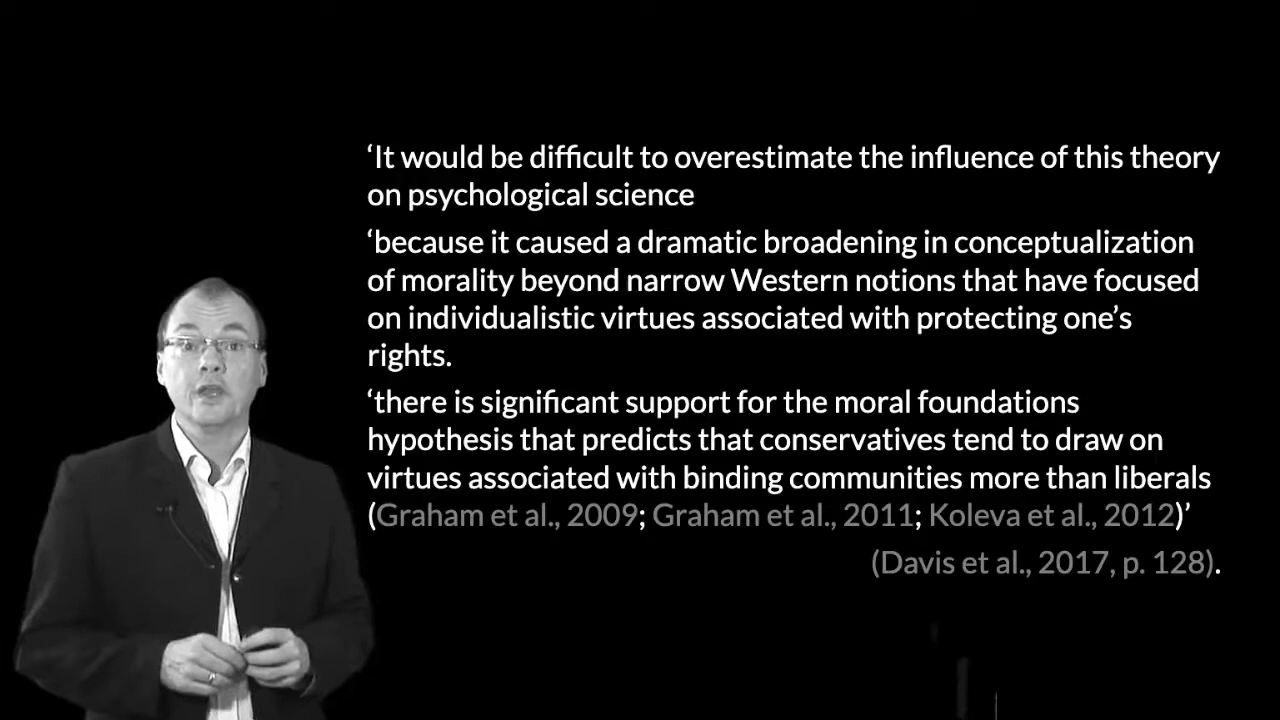 ‘It would be difficult to overestimate the influence of this theory
on psychological science
‘because it caused a dramatic broadening in conceptualization
of morality beyond narrow Western notions that have focused
on individualistic virtues associated with protecting one’s
rights.
‘there is significant support for the moral foundations
hypothesis that predicts that conservatives tend to draw on
virtues associated with binding communities more than liberals
(Graham et al., 2009; Graham et al., 2011; Koleva et al., 2012)’
(Davis et al., 2017, p. 128).